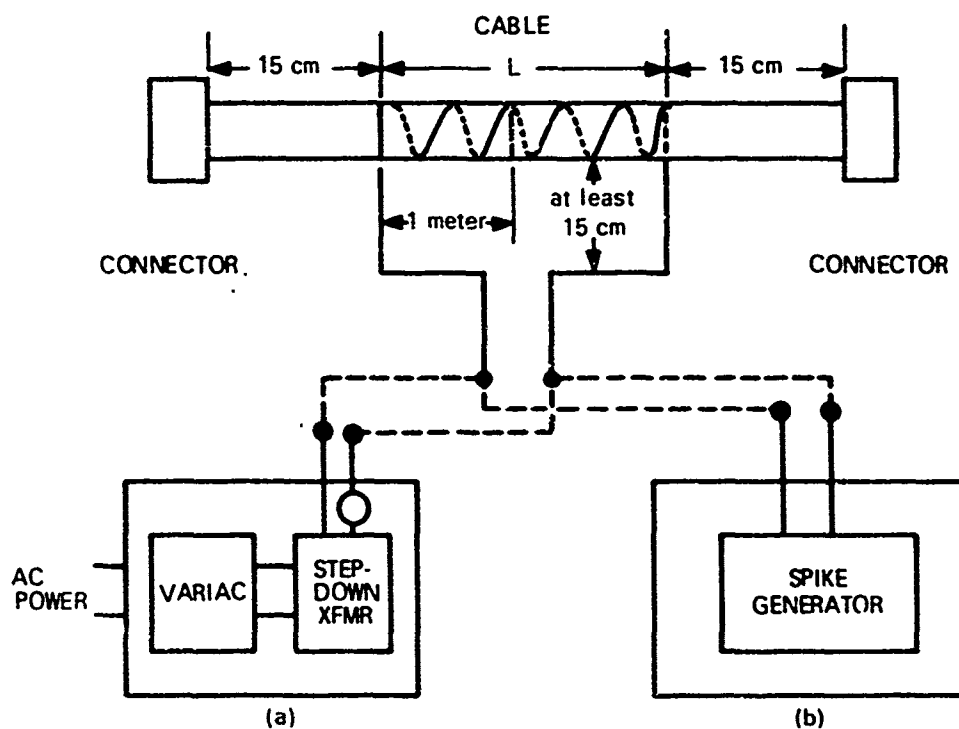 CABLE
15 cm
L
15 cm
1 meter
at least
15 cm
CONNECTOR.
CONNECTOR
AC
POWER
VARIAC
STEP-
DOWN
XFMR
SPIKE
GENERATOR
(a)
(b)